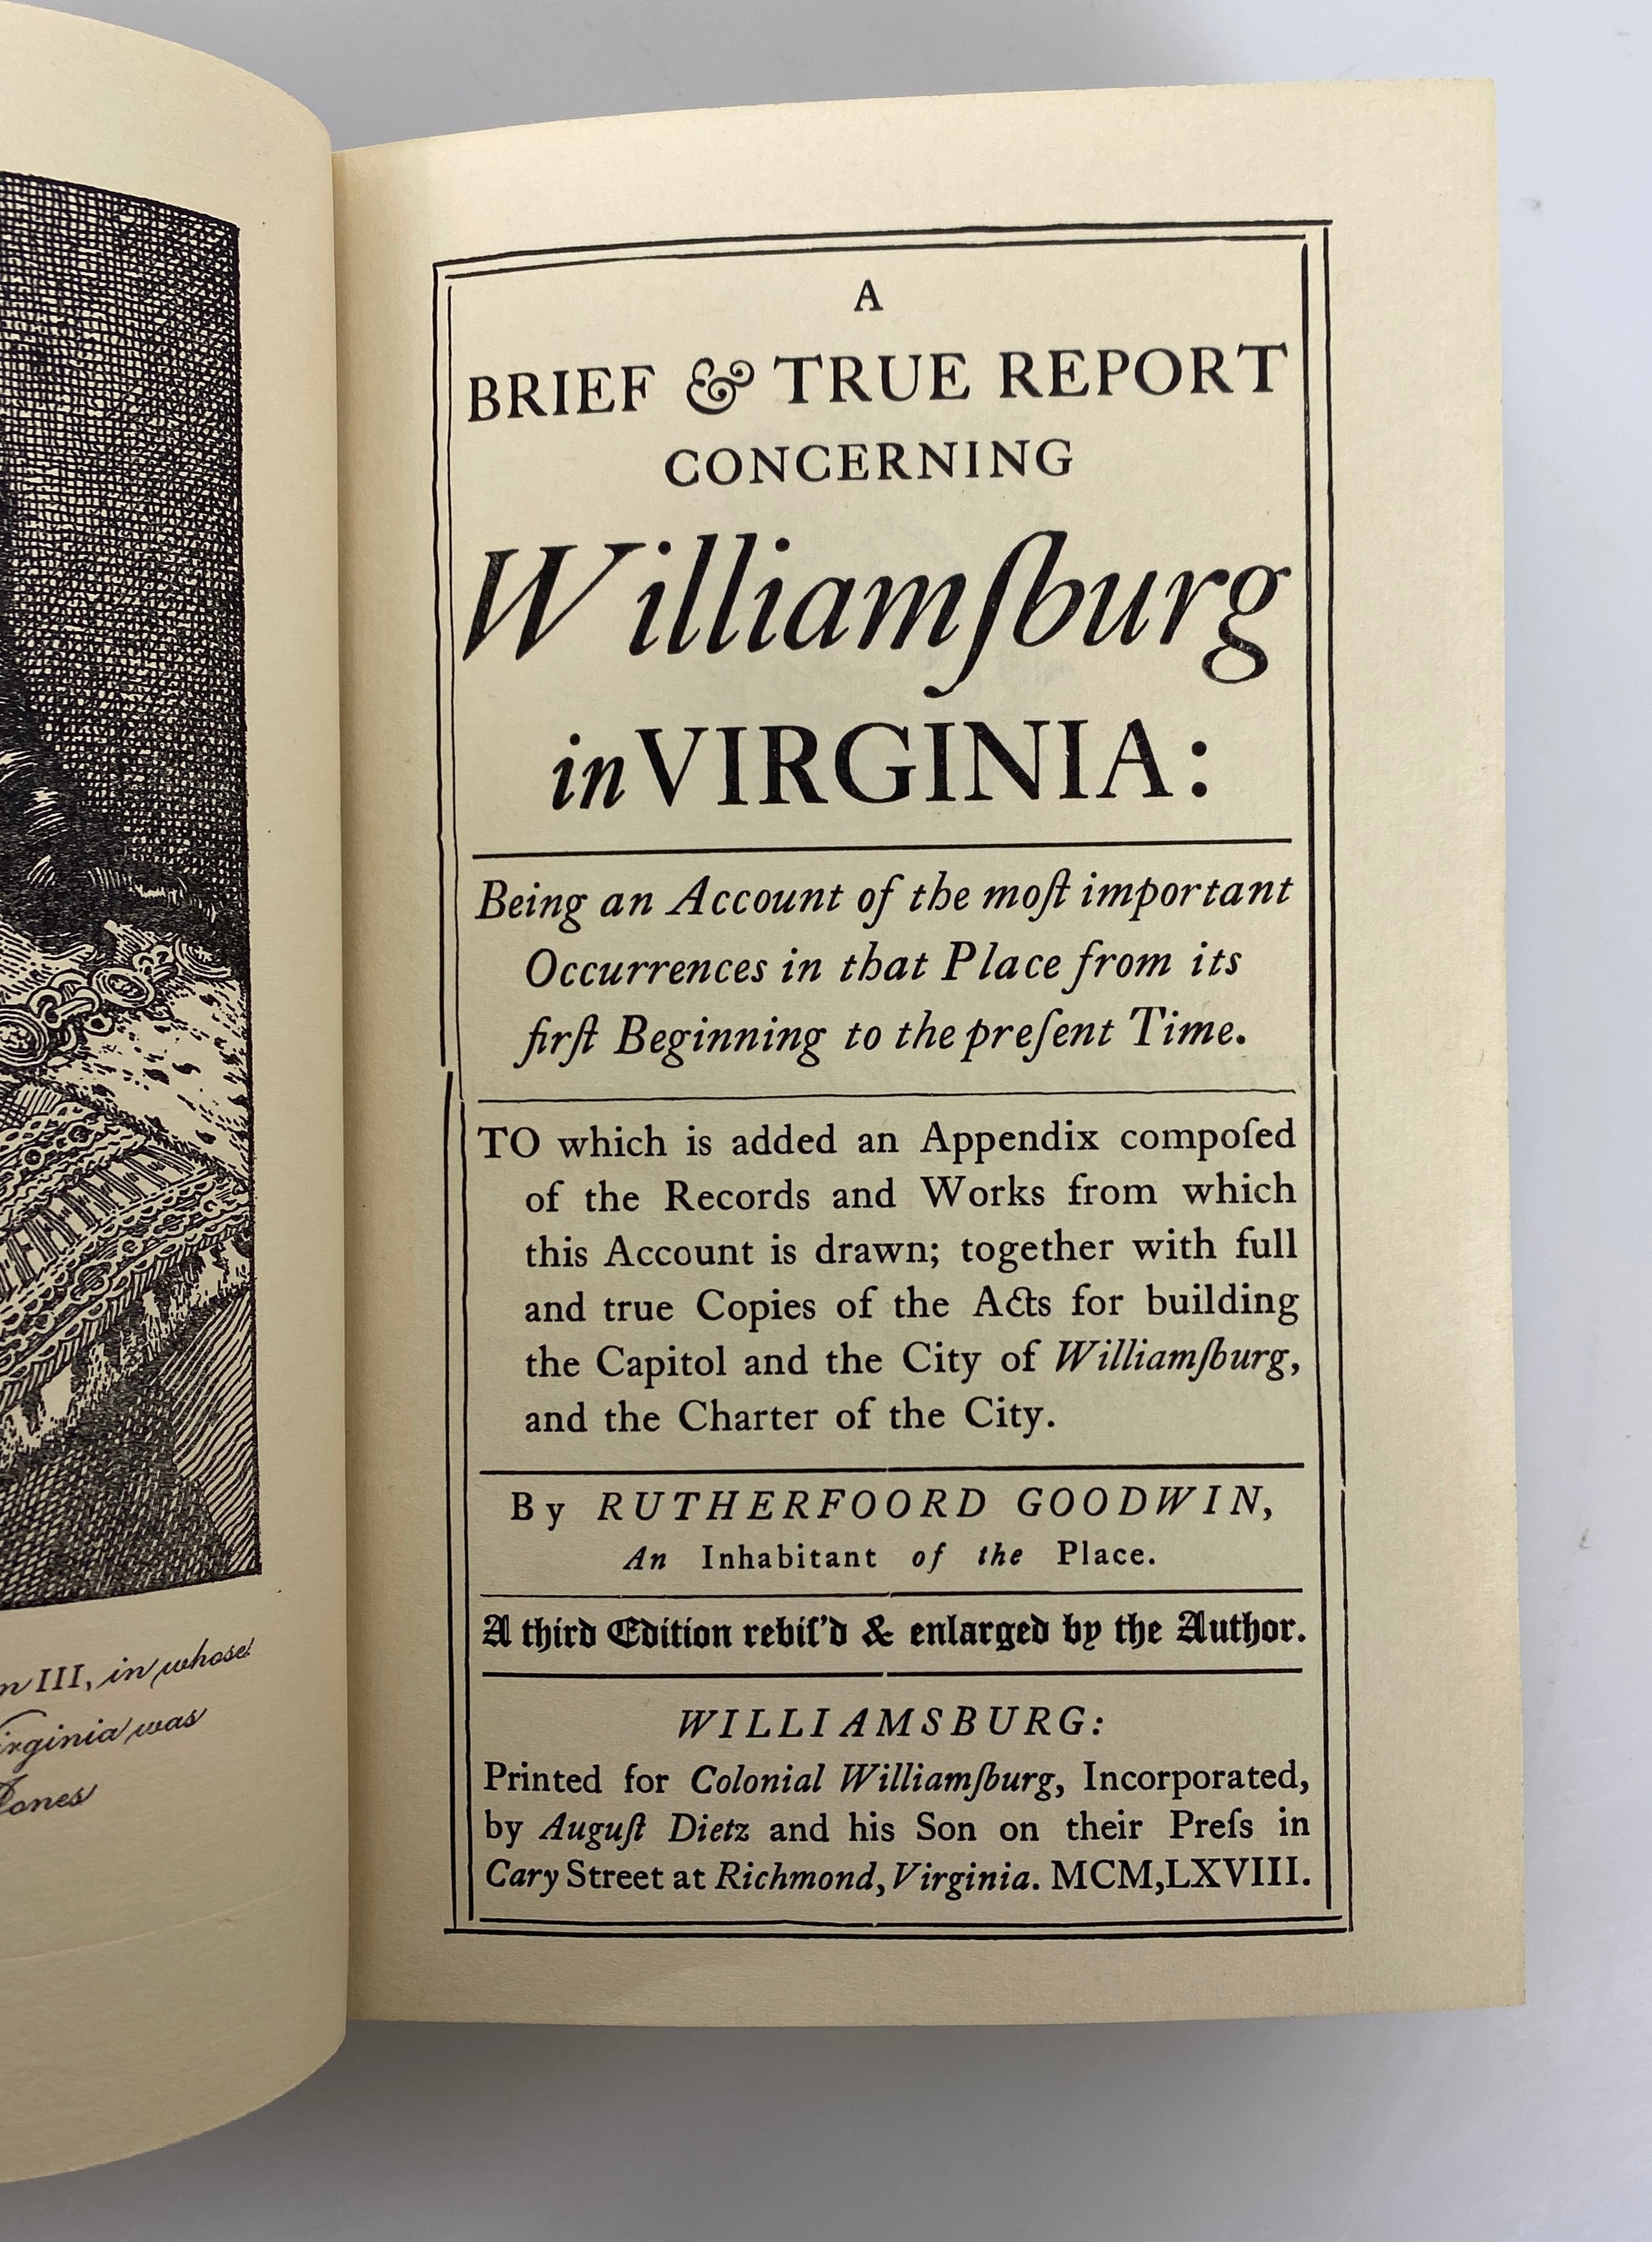 n III, in whose
irginia was
Jones
A
BRIEF & TRUE REPORT
CONCERNING
Williamſburg
in VIRGINIA:
Being an Account of the moſt important
Occurrences in that Place from its
firſt Beginning to the preſent Time.
TO which is added an Appendix compoſed
of the Records and Works from which
this Account is drawn; together with full
and true Copies of the Acts for building
the Capitol and the City of Williamſburg,
and the Charter of the City.
By RUTHERFOORD GOODWIN,
An Inhabitant of the Place.
A third Edition reviſ'd & enlarged by the Author.
WILLIAMSBURG:
Printed for Colonial Williamſburg, Incorporated,
by Auguſt Dietz and his Son on their Preſs in
Cary Street at Richmond, Virginia. MCM,LXVIII.